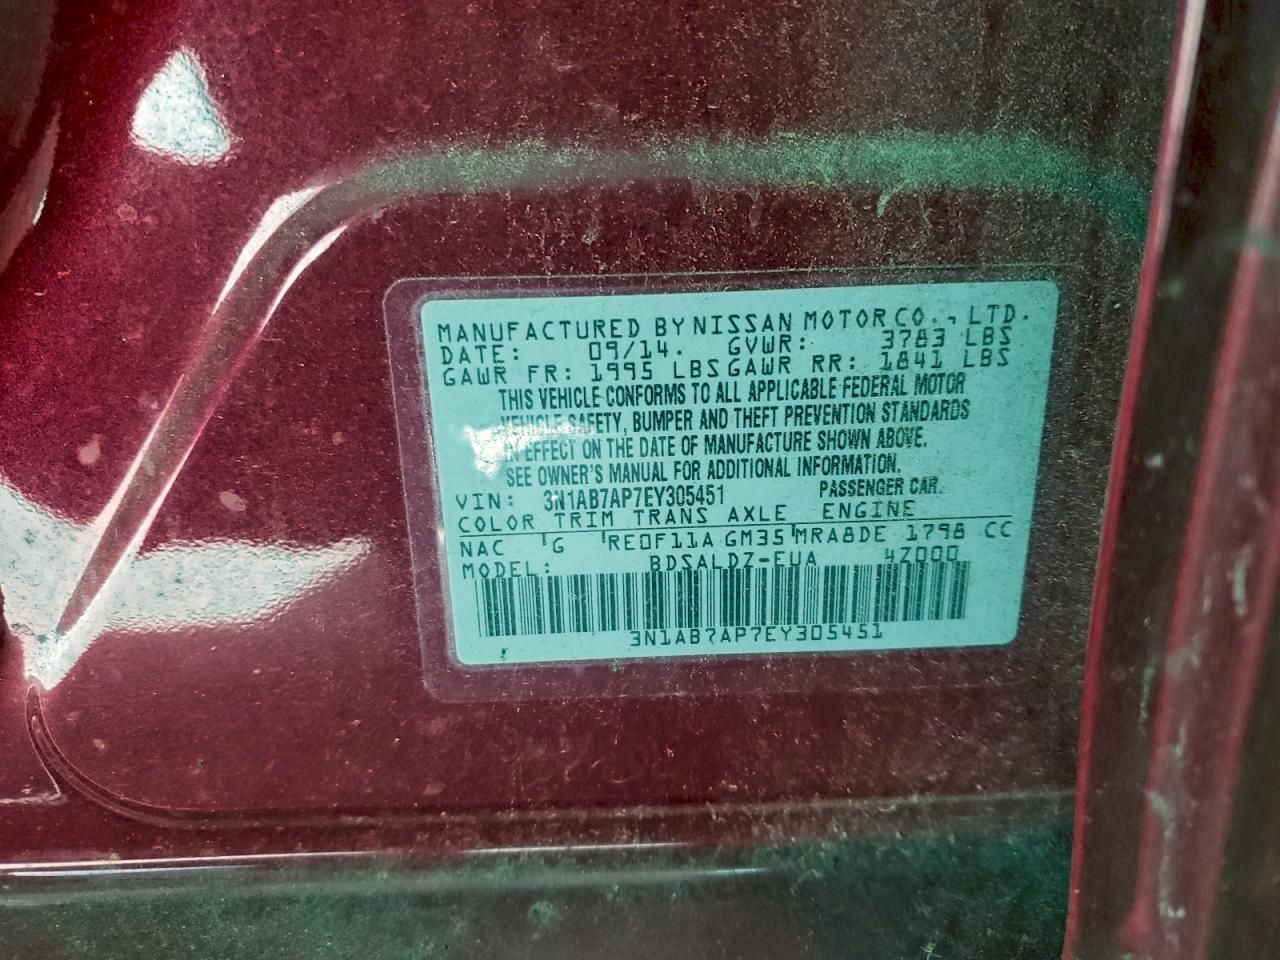 MANUFACTURED BY NISSAN MOTOR CO., LTD.
DATE: 09/14. GVWR: 3783 LBS
GAWR FR: 1995 LBS GAWR RR: 1841 LBS
THIS VEHICLE CONFORMS TO ALL APPLICABLE FEDERAL MOTOR
VEHICLE SAFETY, BUMPER AND THEFT PREVENTION STANDARDS
IN EFFECT ON THE DATE OF MANUFACTURE SHOWN ABOVE.
SEE OWNER'S MANUAL FOR ADDITIONAL INFORMATION.
VIN: 3N1AB7AP7EY305451 PASSENGER CAR.
COLOR TRIM TRANS AXLE ENGINE
NAC G RE0F11A GM35 MRA8DE 1798 CC
MODEL: BDSALDZ-EUA 4Z000
3N1AB7AP7EY305451